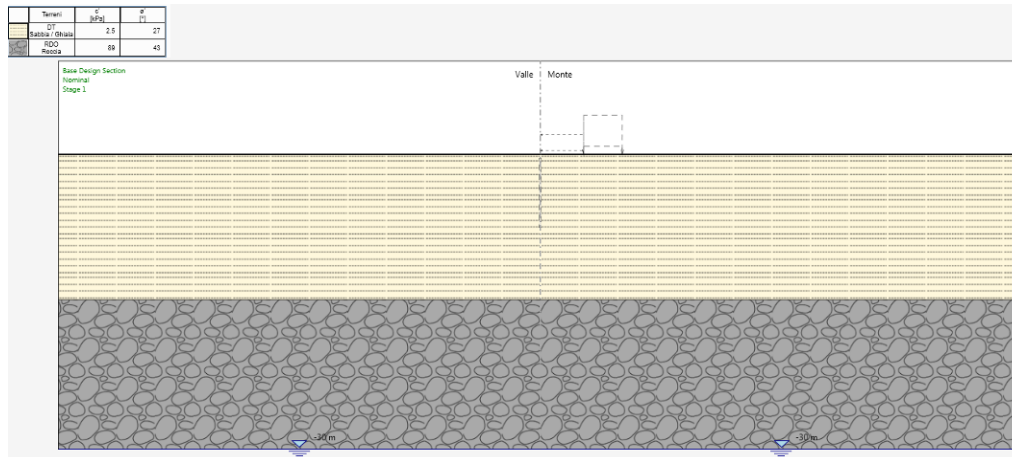 Terreni c' ø'
[kPa] [°]
DT
Sabbia / Ghiaia 2.5 27
RDO
Roccia 89 43
Base Design Section
Nominal
Stage 1
Valle Monte
-30 m -30 m